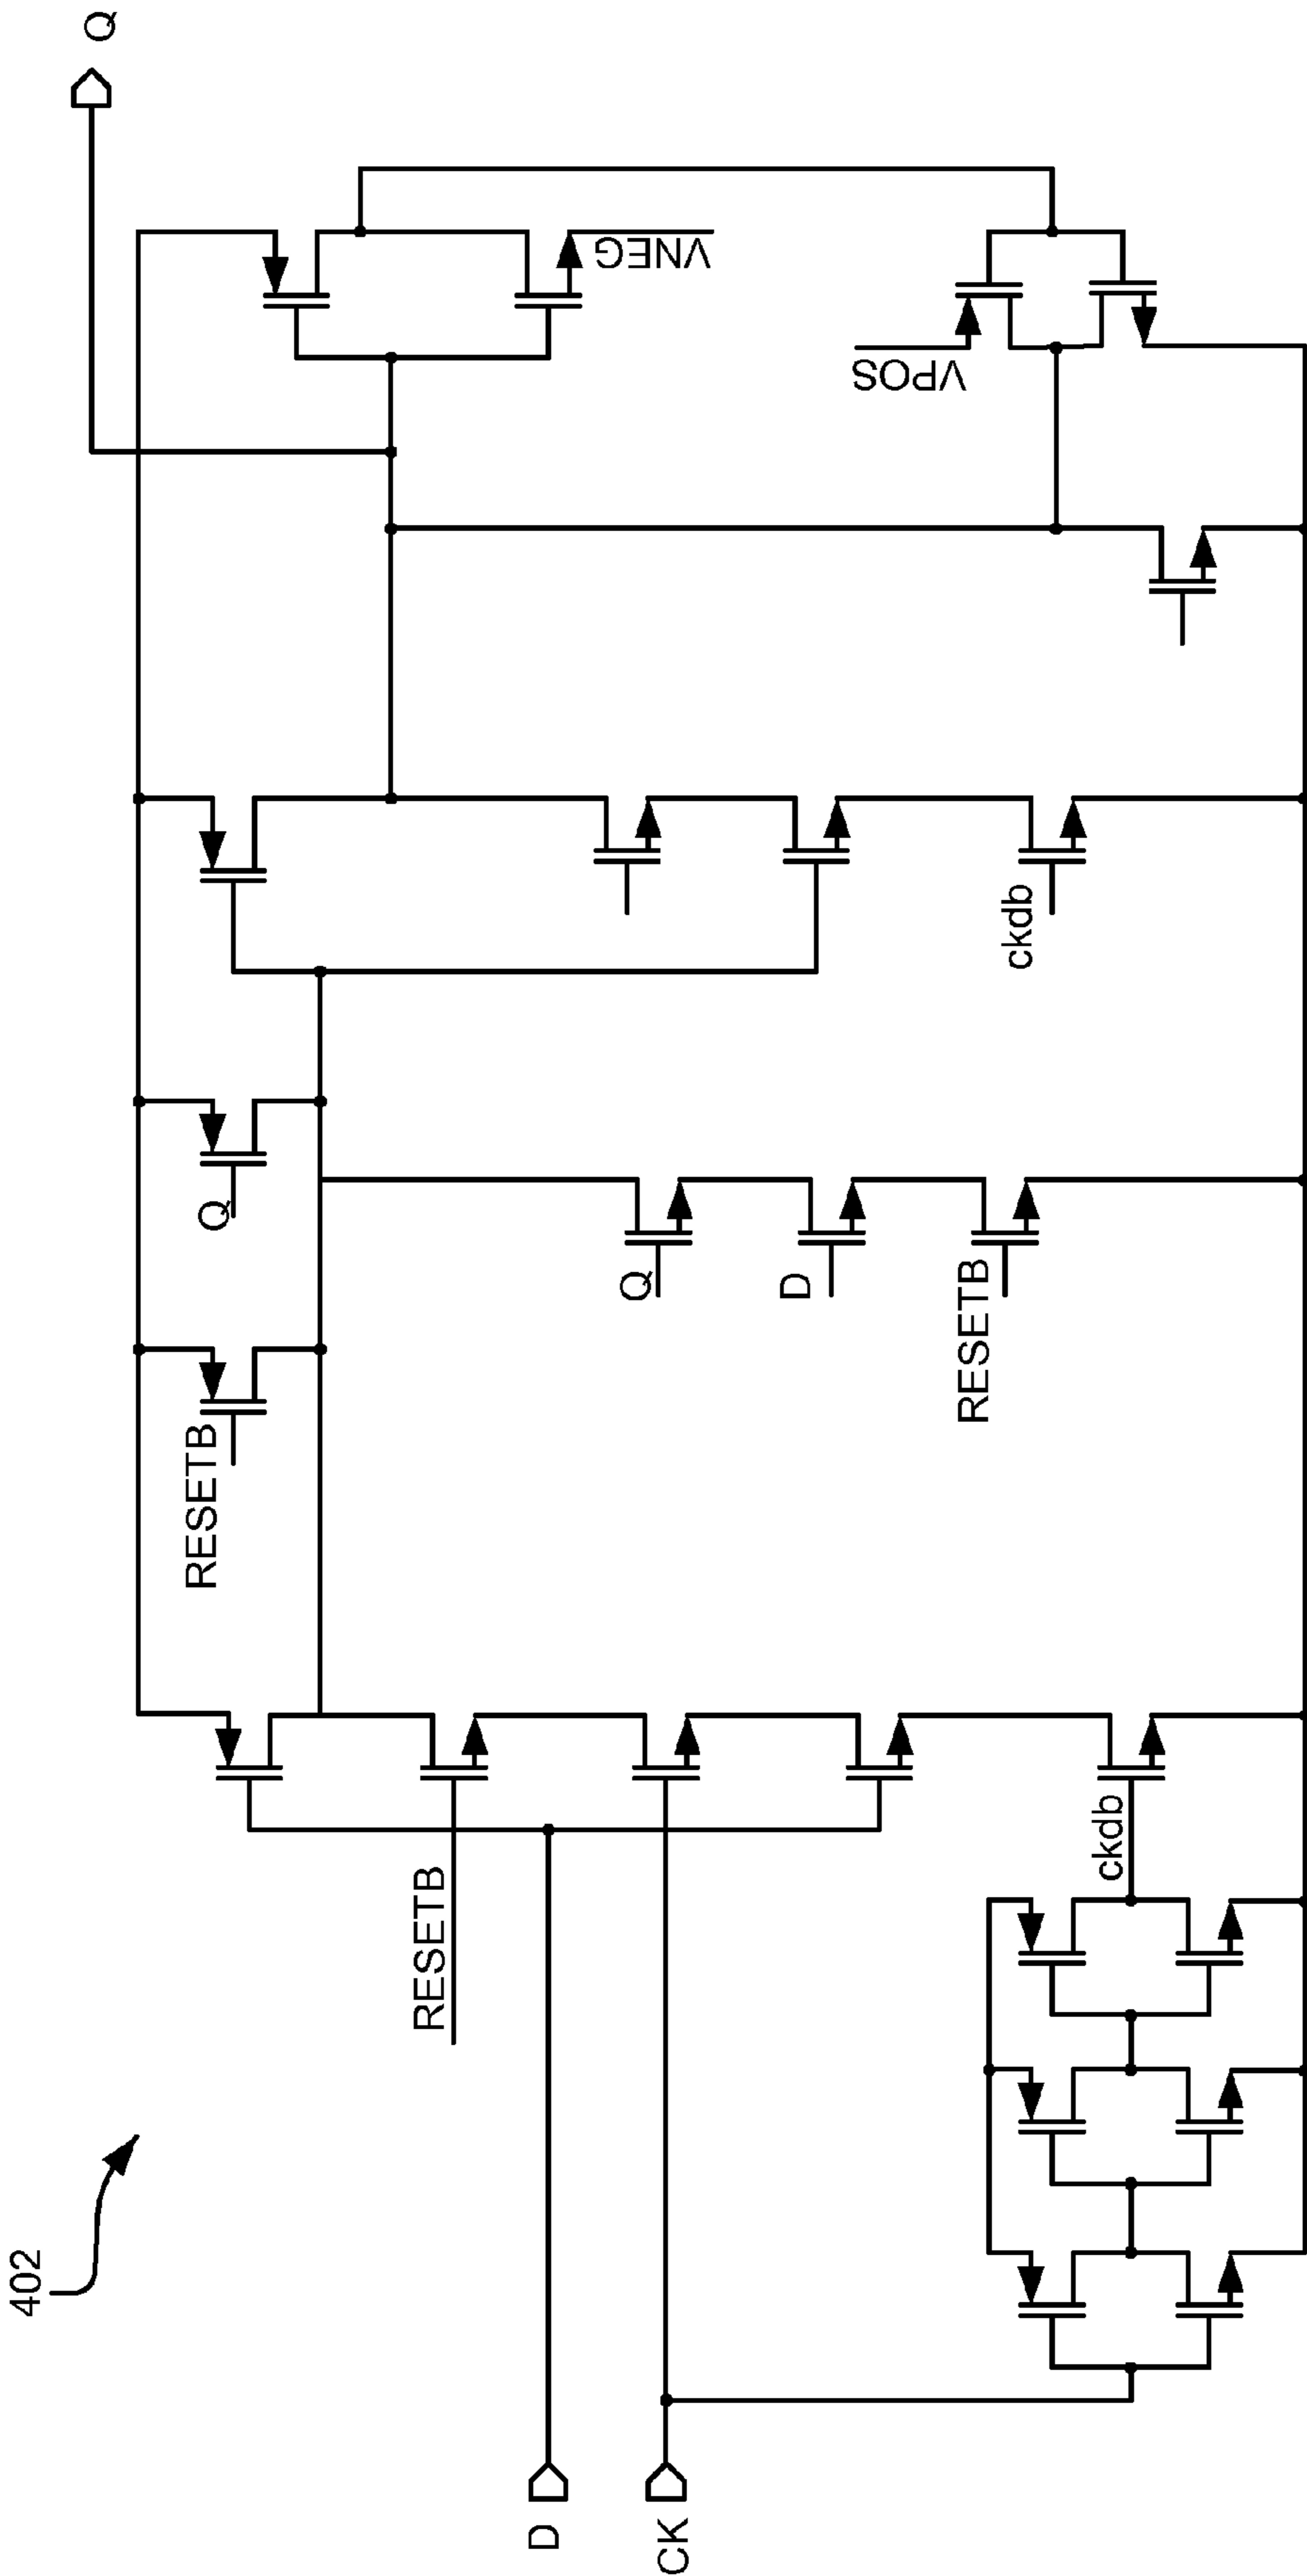 402
Q
VNEG
VPOS
ckdb
Q
Q
D
RESETB
RESETB
RESETB
ckdb
D
CK